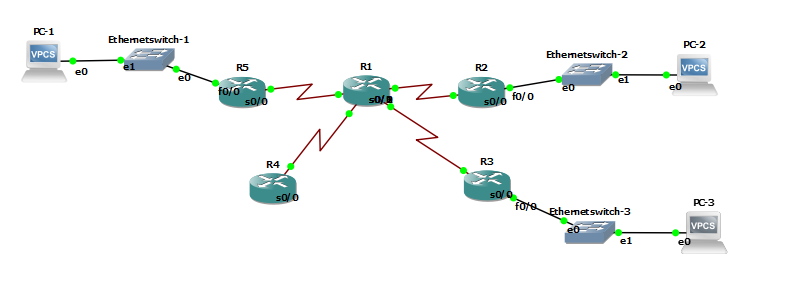 PC-1
VPCS
e0
Ethernetswitch-1
e1
e0
R5
f0/0
s0/0
R1
R2
s0/0
f0/0
Ethernetswitch-2
e0
e1
PC-2
VPCS
e0
R4
s0/0
R3
s0/0
f0/0
Ethernetswitch-3
e0
e1
PC-3
VPCS
e0